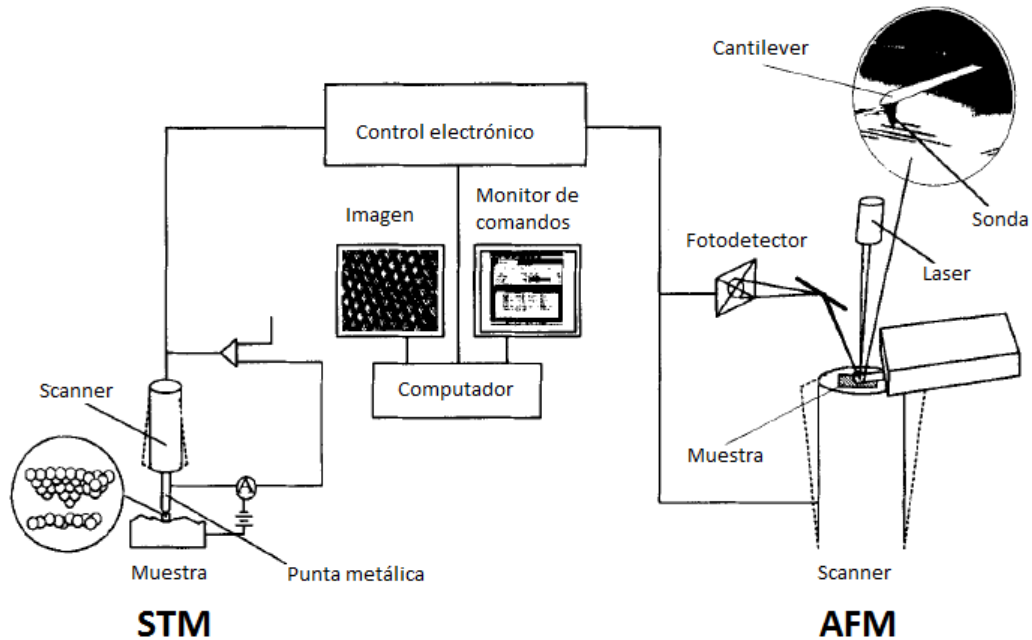 Cantilever
Control electrónico
Imagen
Monitor de
comandos
Sonda
Fotodetector
Laser
Computador
Scanner
A
Muestra
Muestra
Punta metálica
Scanner
STM
AFM